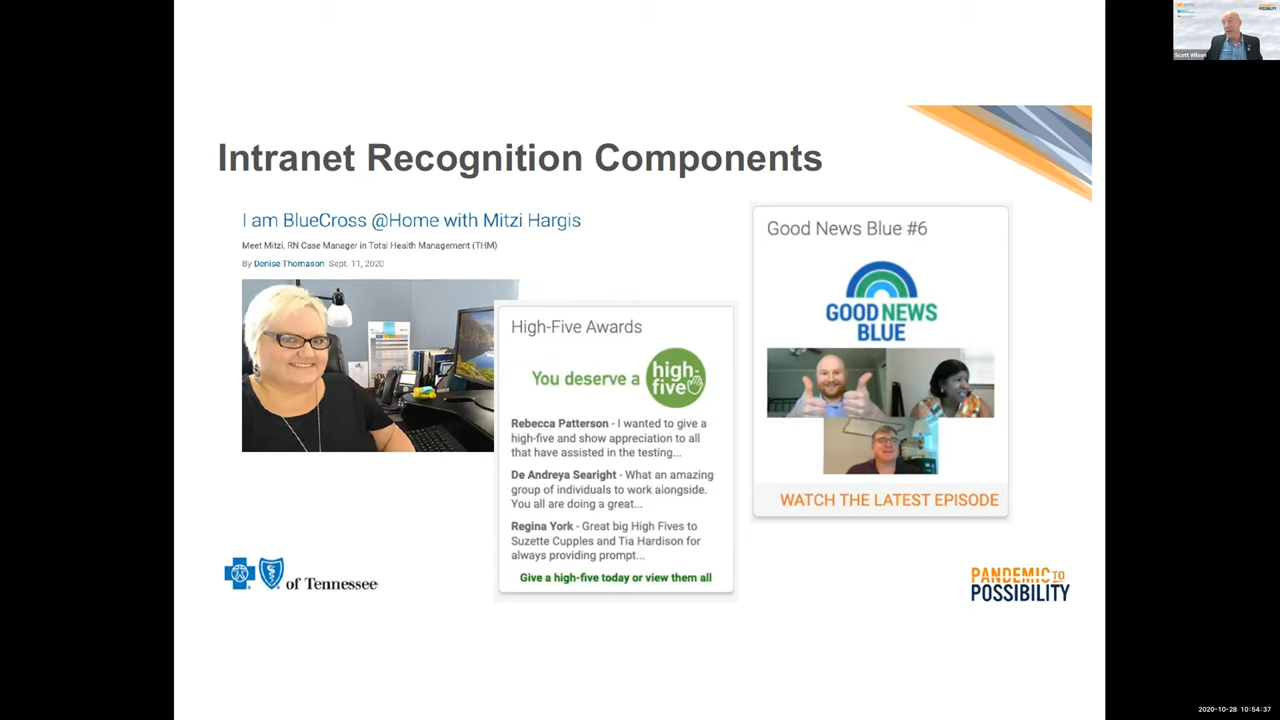 POSSIBILITY
Scott Wilson
Intranet Recognition Components
I am BlueCross @Home with Mitzi Hargis
Meet Mitzi, RN Case Manager in Total Health Management (THM)
By Denise Thomason Sept. 11, 2020
High-Five Awards
You deserve a
high-
five
Rebecca Patterson - I wanted to give a
high-five and show appreciation to all
that have assisted in the testing...
De Andreya Searight - What an amazing
group of individuals to work alongside.
You all are doing a great...
Regina York - Great big High Fives to
Suzette Cupples and Tia Hardison for
always providing prompt...
Give a high-five today or view them all
Good News Blue #6
GOOD NEWS
BLUE
WATCH THE LATEST EPISODE
of Tennessee
PANDEMIC TO
POSSIBILITY
2020-10-28 10:54:37